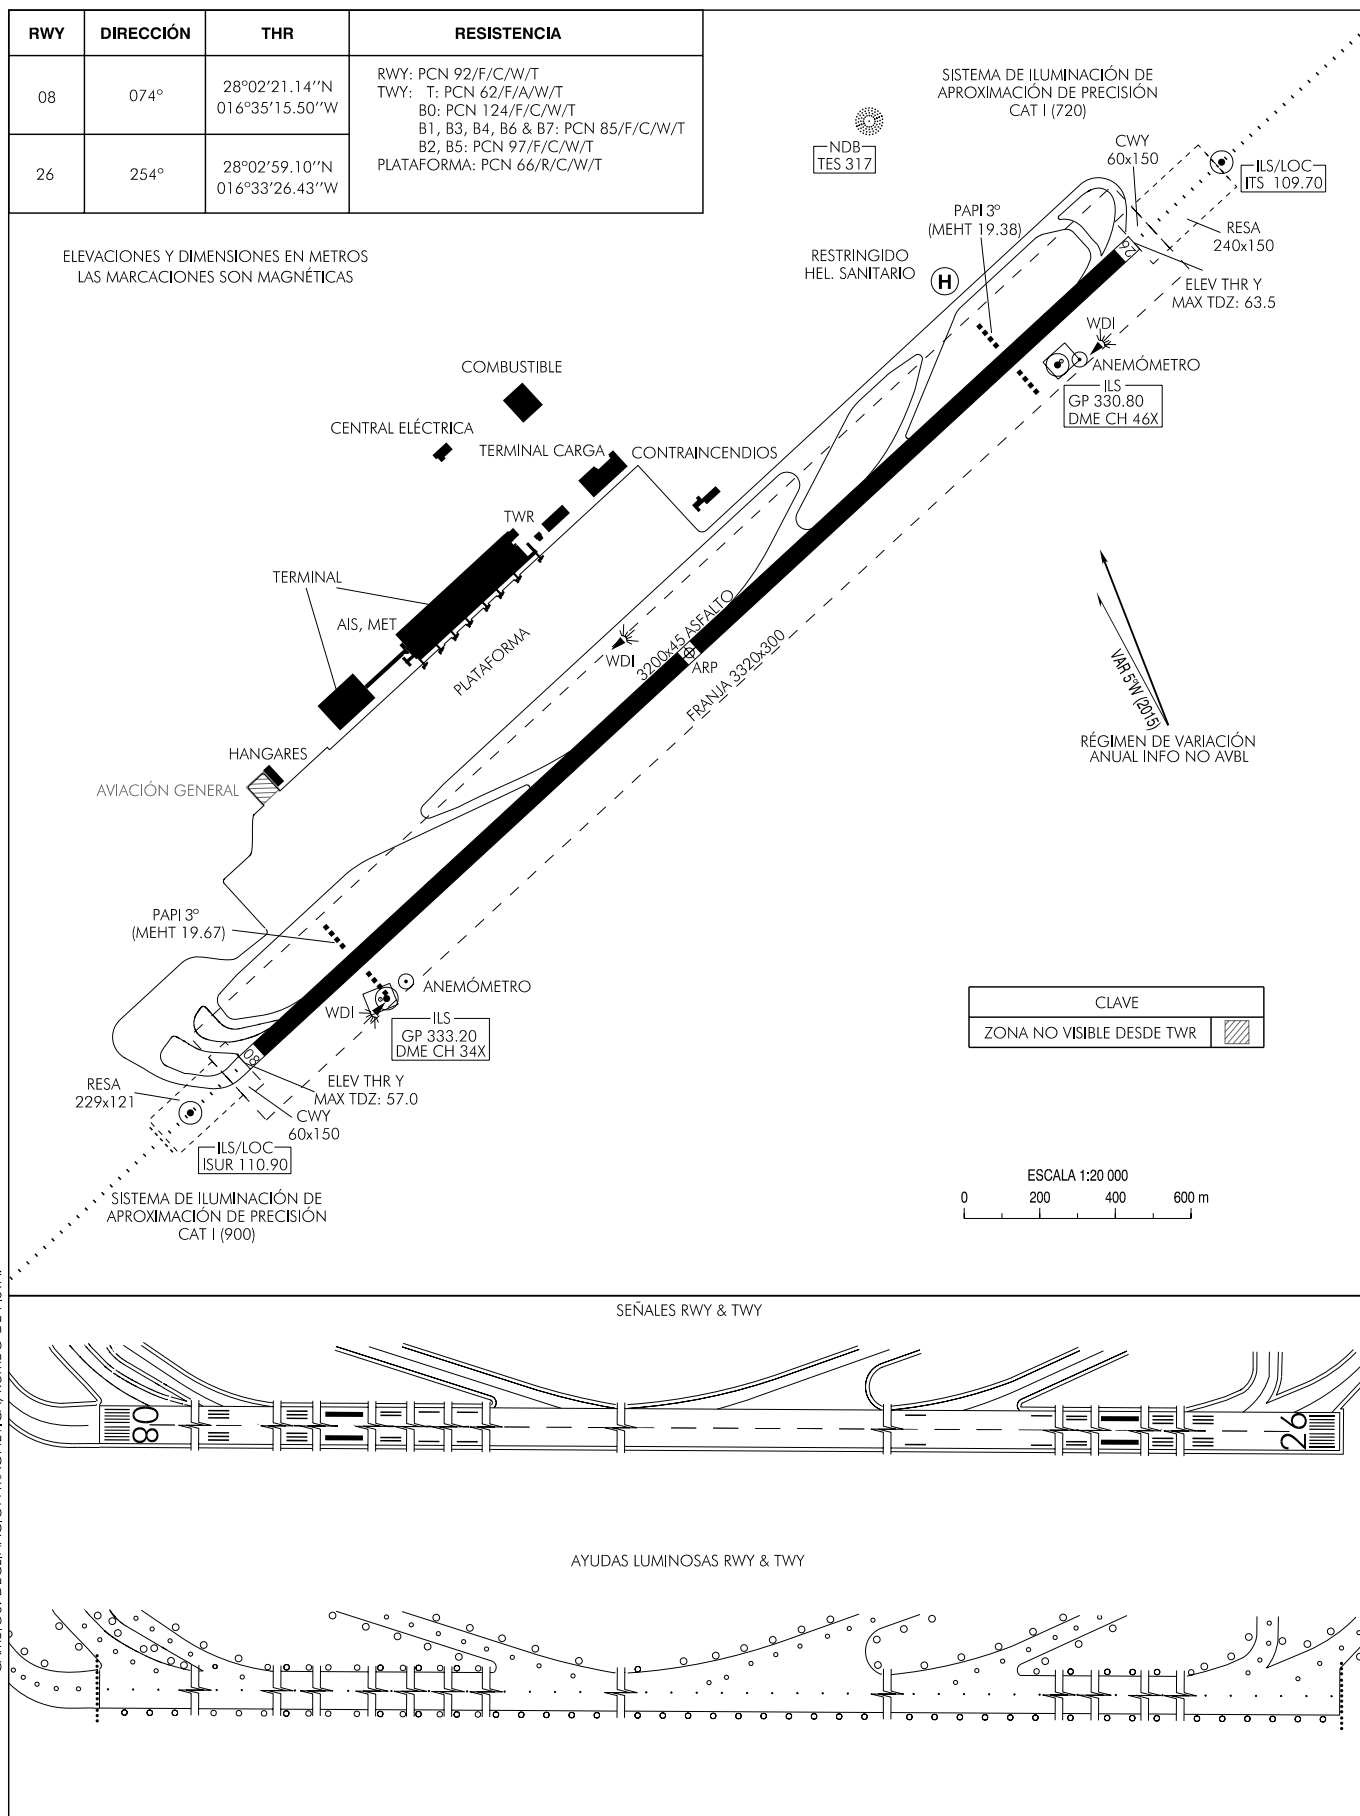 RWY
DIRECCIÓN
THR
RESISTENCIA
08
074°
28°02'21.14''N
016°35'15.50''W
26
254°
28°02'59.10''N
016°33'26.43''W
RWY: PCN 92/F/C/W/T
TWY: T: PCN 62/F/A/W/T
B0: PCN 124/F/C/W/T
B1, B3, B4, B6 & B7: PCN 85/F/C/W/T
B2, B5: PCN 97/F/C/W/T
PLATAFORMA: PCN 66/R/C/W/T
ELEVACIONES Y DIMENSIONES EN METROS
LAS MARCACIONES SON MAGNÉTICAS
SISTEMA DE ILUMINACIÓN DE
APROXIMACIÓN DE PRECISIÓN
CAT I (720)
NDB
TES 317
CWY
60x150
ILS/LOC
ITS 109.70
PAPI 3º
(MEHT 19.38)
RESA
240x150
RESTRINGIDO
HEL. SANITARIO
H
26
ELEV THR Y
MAX TDZ: 63.5
WDI
ANEMÓMETRO
ILS
GP 330.80
DME CH 46X
COMBUSTIBLE
CENTRAL ELÉCTRICA
TERMINAL CARGA
CONTRAINCENDIOS
TWR
TERMINAL
AIS, MET
PLATAFORMA
WDI
3200x45 ASFALTO
ARP
FRANJA 3320x300
VAR 5°W (2015)
RÉGIMEN DE VARIACIÓN
ANUAL INFO NO AVBL
HANGARES
AVIACIÓN GENERAL
PAPI 3º
(MEHT 19.67)
ANEMÓMETRO
WDI
ILS
GP 333.20
DME CH 34X
08
ELEV THR Y
MAX TDZ: 57.0
RESA
229x121
CWY
60x150
ILS/LOC
ISUR 110.90
SISTEMA DE ILUMINACIÓN DE
APROXIMACIÓN DE PRECISIÓN
CAT I (900)
CLAVE
ZONA NO VISIBLE DESDE TWR
ESCALA 1:20 000
0 200 400 600 m
SEÑALES RWY & TWY
08
26
AYUDAS LUMINOSAS RWY & TWY